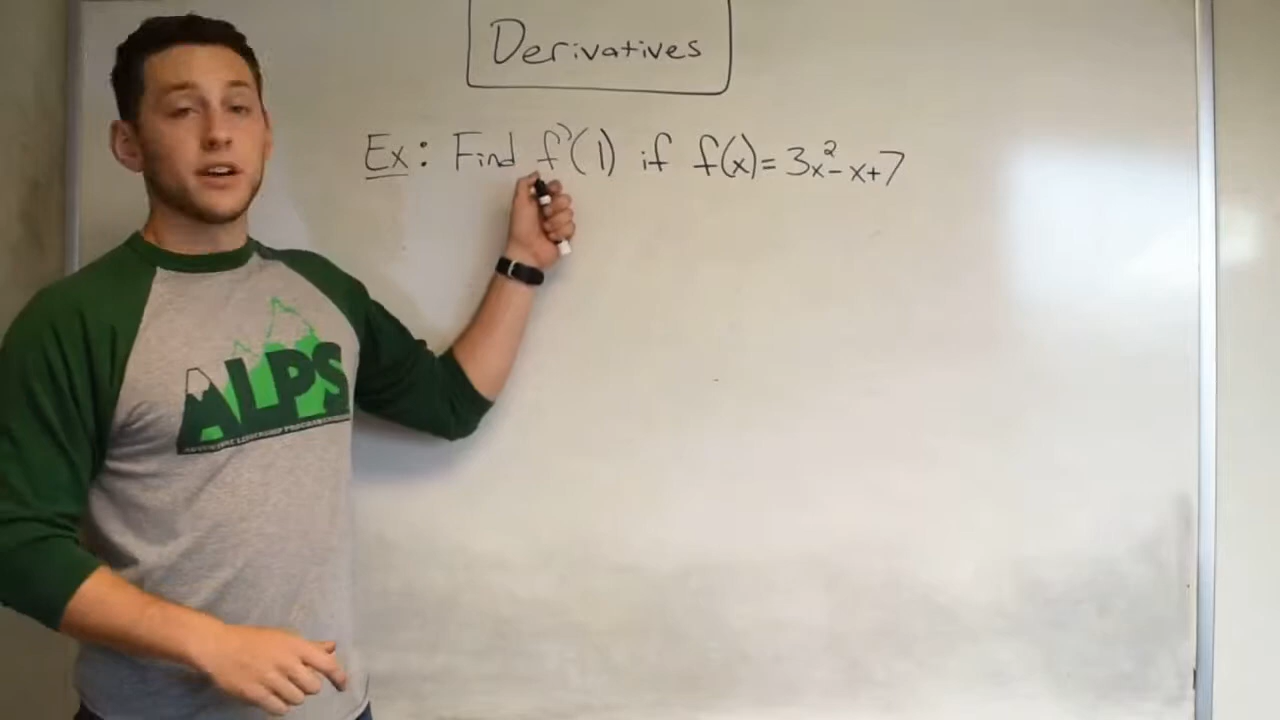 Derivatives
Ex: Find f'(1) if f(x)=3x²-x+7
ALPS